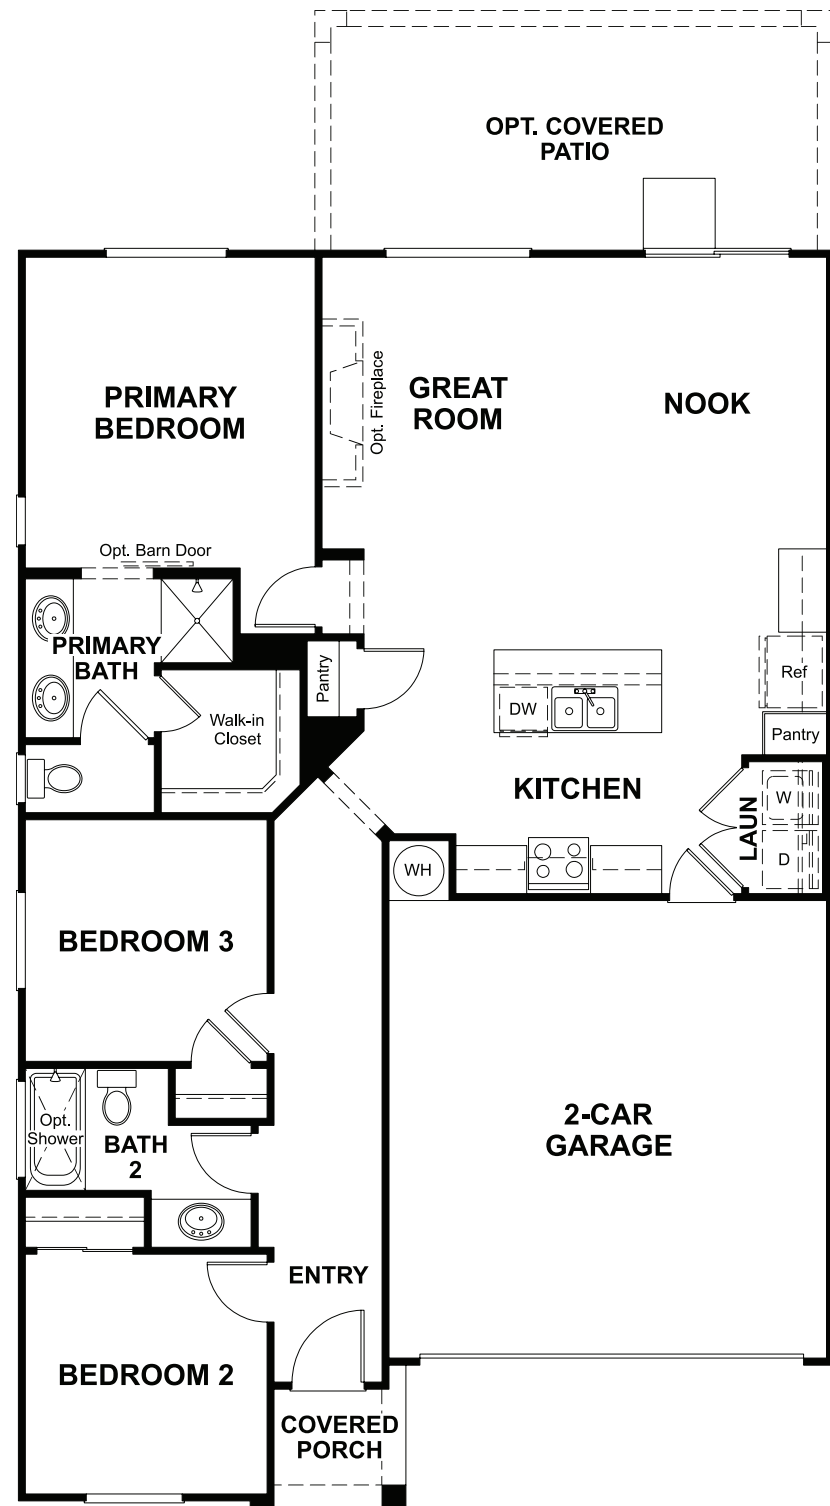 OPT. COVERED
PATIO
PRIMARY
BEDROOM
Opt. Fireplace
GREAT
ROOM
NOOK
Opt. Barn Door
PRIMARY
BATH
Walk-in
Closet
Pantry
DW
Ref
Pantry
KITCHEN
LAUN
W
D
WH
BEDROOM 3
Opt.
Shower
BATH
2
2-CAR
GARAGE
ENTRY
BEDROOM 2
COVERED
PORCH